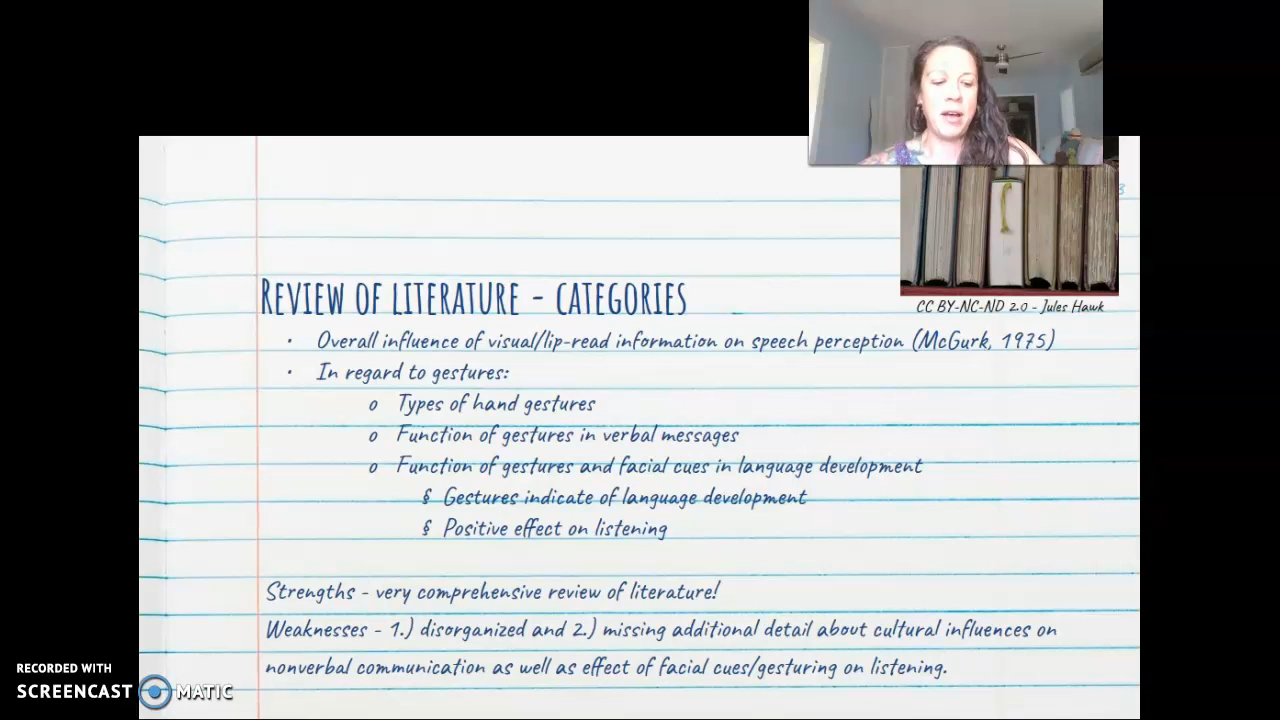 8
CC BY-NC-ND 2.0 - Jules Hawk
Review of literature - categories
· Overall influence of visual/lip-read information on speech perception (McGurk, 1975)
· In regard to gestures:
o Types of hand gestures
o Function of gestures in verbal messages
o Function of gestures and facial cues in language development
§ Gestures indicate of language development
§ Positive effect on listening
Strengths - very comprehensive review of literature!
Weaknesses - 1.) disorganized and 2.) missing additional detail about cultural influences on
nonverbal communication as well as effect of facial cues/gesturing on listening.
RECORDED WITH
SCREENCAST MATIC